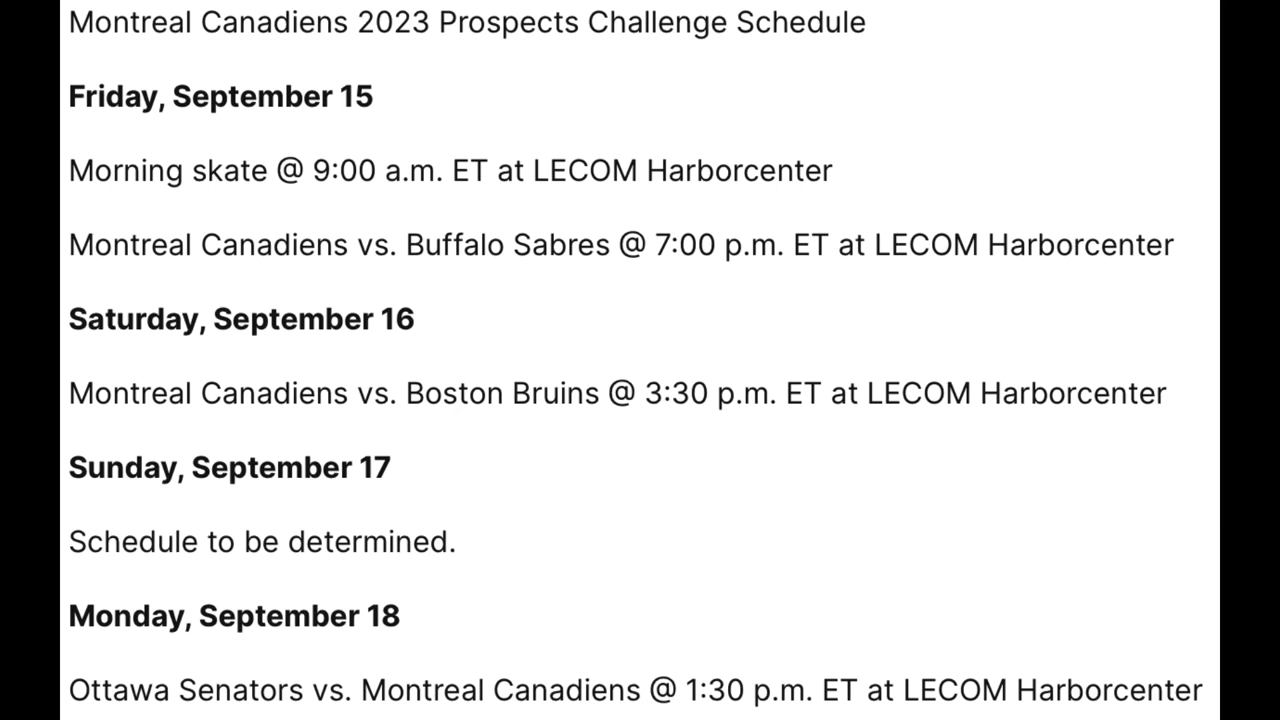 Montreal Canadiens 2023 Prospects Challenge Schedule
Friday, September 15
Morning skate @ 9:00 a.m. ET at LECOM Harborcenter
Montreal Canadiens vs. Buffalo Sabres @ 7:00 p.m. ET at LECOM Harborcenter
Saturday, September 16
Montreal Canadiens vs. Boston Bruins @ 3:30 p.m. ET at LECOM Harborcenter
Sunday, September 17
Schedule to be determined.
Monday, September 18
Ottawa Senators vs. Montreal Canadiens @ 1:30 p.m. ET at LECOM Harborcenter